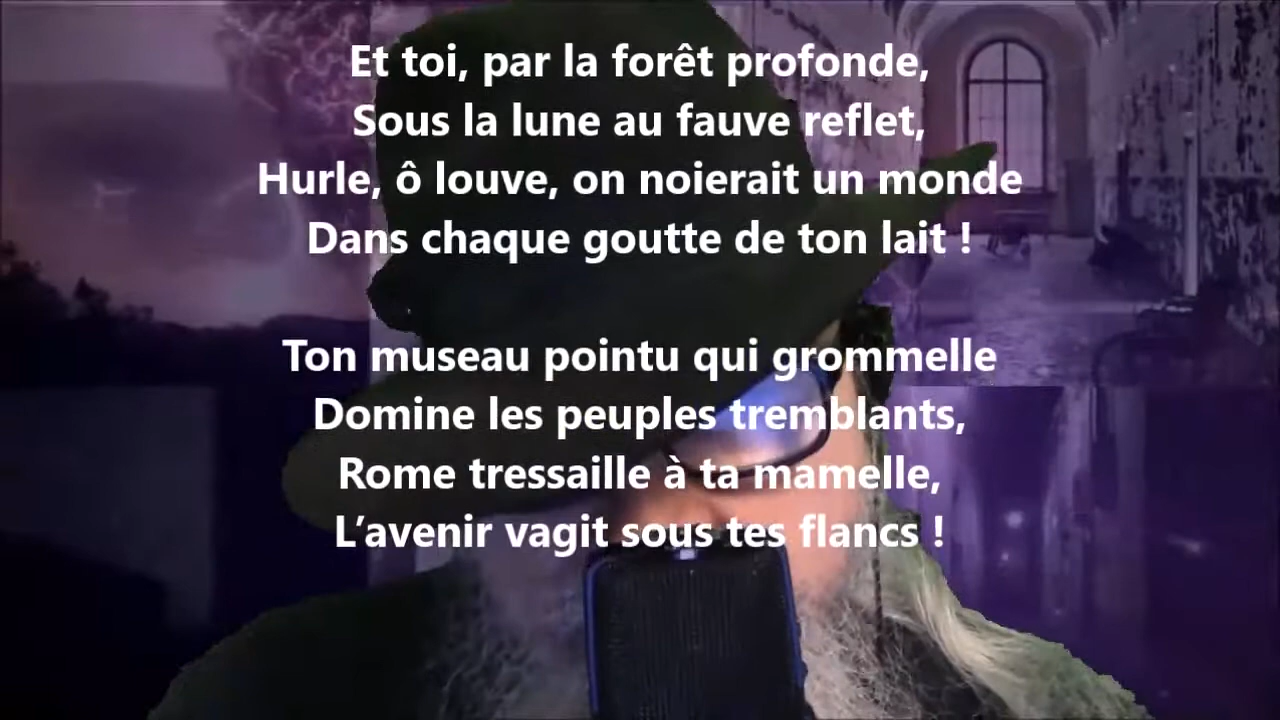 Et toi, par la forêt profonde,
Sous la lune au fauve reflet,
Hurle, ô louve, on noierait un monde
Dans chaque goutte de ton lait !
Ton museau pointu qui grommelle
Domine les peuples tremblants,
Rome tressaille à ta mamelle,
L’avenir vagit sous tes flancs !